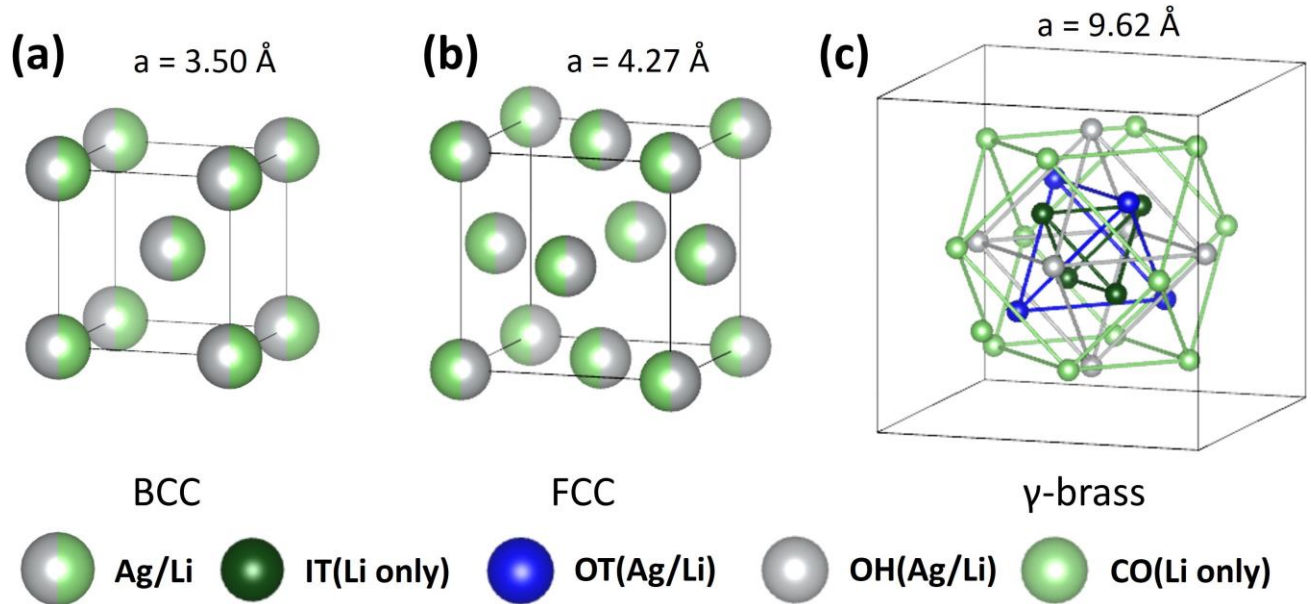 (a) a = 3.50 Å
(b) a = 4.27 Å
(c) a = 9.62 Å
BCC
FCC
γ-brass
Ag/Li
IT(Li only)
OT(Ag/Li)
OH(Ag/Li)
CO(Li only)